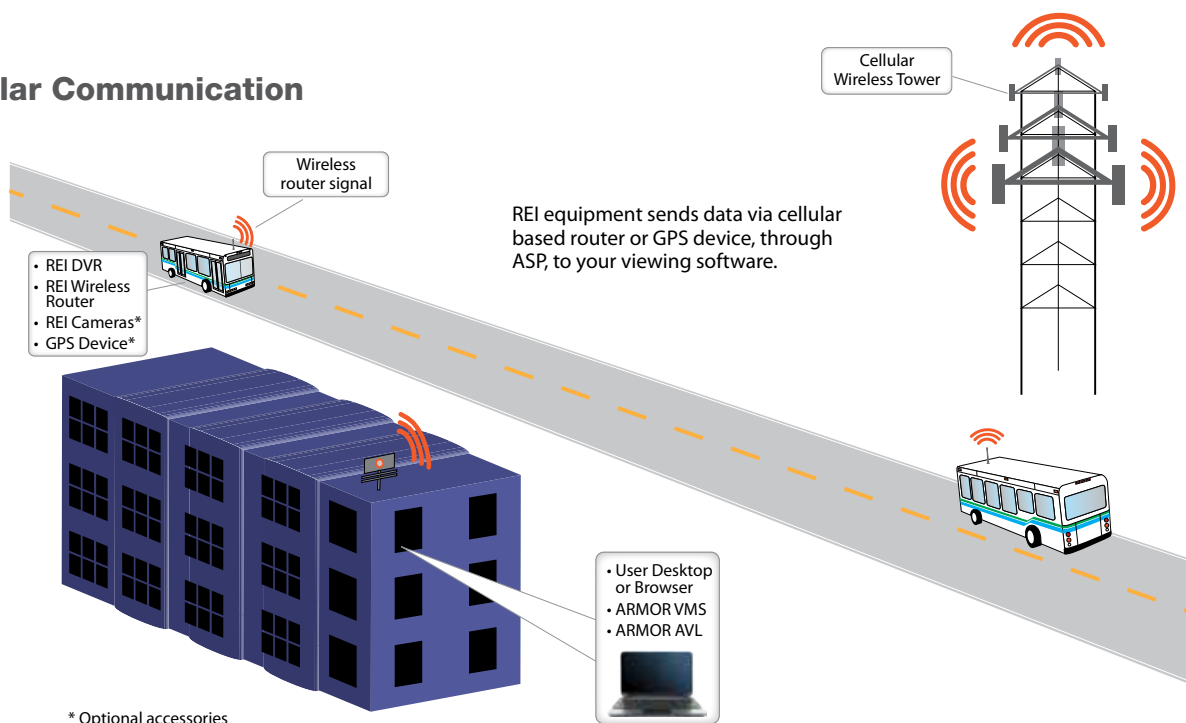 lar Communication
Cellular
Wireless Tower
Wireless
router signal
REI equipment sends data via cellular
based router or GPS device, through
ASP, to your viewing software.
• REI DVR
• REI Wireless
Router
• REI Cameras*
• GPS Device*
• User Desktop
or Browser
• ARMOR VMS
• ARMOR AVL
* Optional accessories